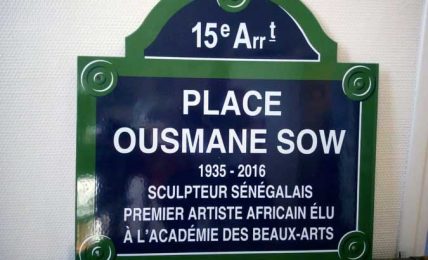 15e Arrt
PLACE
OUSMANE SOW
1935 - 2016
SCULPTEUR SÉNÉGALAIS
PREMIER ARTISTE AFRICAIN ÉLU
À L'ACADÉMIE DES BEAUX-ARTS